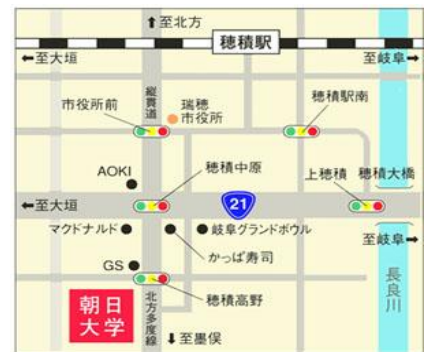 ↑至北方
穂積駅
←至大垣
至岐阜→
縦貫道
市役所前
瑞穂
市役所
穂積駅南
AOKI
穂積中原
上穂積
穂積大橋
←至大垣
21
マクドナルド
岐阜グランドボウル
かっぱ寿司
至岐阜→
GS
穂積高野
長良川
朝日
大学
北方多度線
↓至墨俣